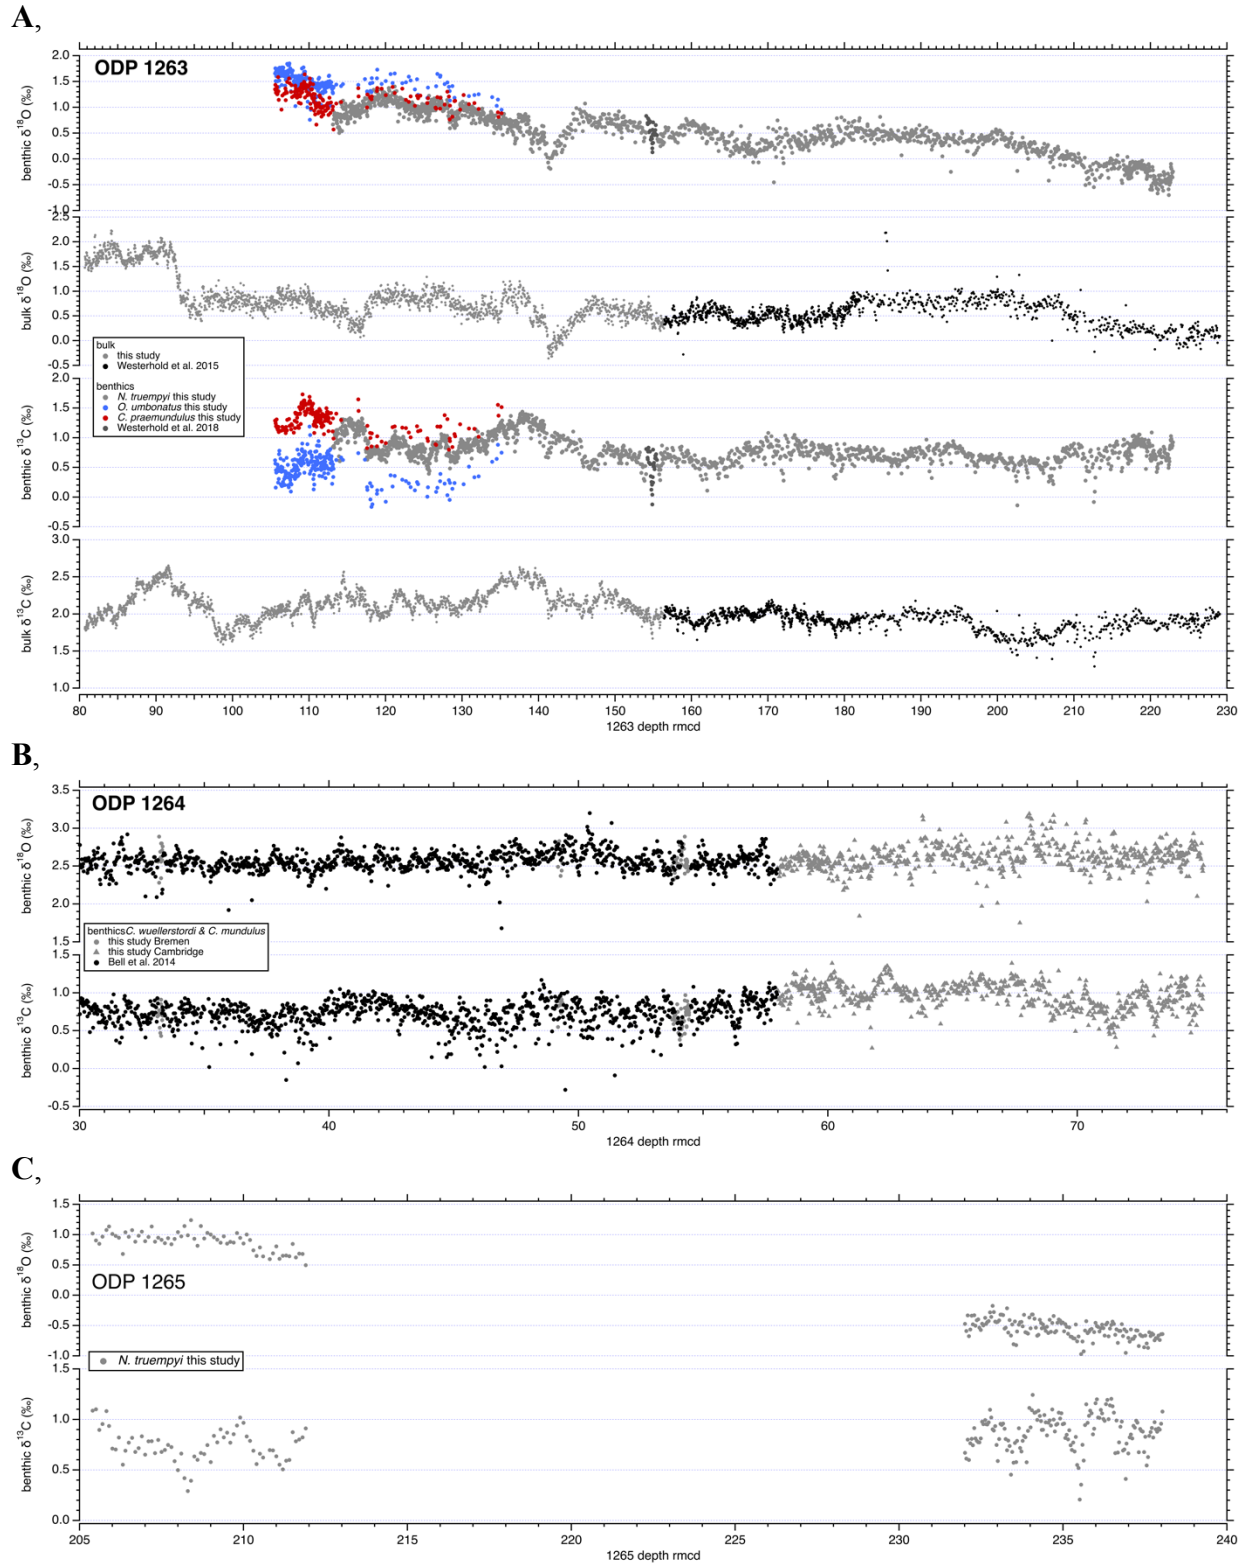 A,
ODP 1263
benthic δ18O (‰)
2.0
1.5
1.0
0.5
0.0
-0.5
-1.0
bulk δ18O (‰)
2.5
2.0
1.5
1.0
0.5
0.0
-0.5
bulk
this study
Westerhold et al. 2015
benthics
N. truempyi this study
O. umbonatus this study
C. praemundulus this study
Westerhold et al. 2018
benthic δ13C (‰)
2.0
1.5
1.0
0.5
0.0
-0.5
bulk δ13C (‰)
3.0
2.5
2.0
1.5
1.0
80 90 100 110 120 130 140 150 160 170 180 190 200 210 220 230
1263 depth rmcd
B,
ODP 1264
benthic δ18O (‰)
3.5
3.0
2.5
2.0
1.5
benthicsC. wuellerstordi & C. mundulus
this study Bremen
this study Cambridge
Bell et al. 2014
benthic δ13C (‰)
1.5
1.0
0.5
0.0
-0.5
30 40 50 60 70
1264 depth rmcd
C,
benthic δ18O (‰)
1.5
1.0
0.5
0.0
-0.5
-1.0
ODP 1265
N. truempyi this study
benthic δ13C (‰)
1.5
1.0
0.5
0.0
205 210 215 220 225 230 235 240
1265 depth rmcd